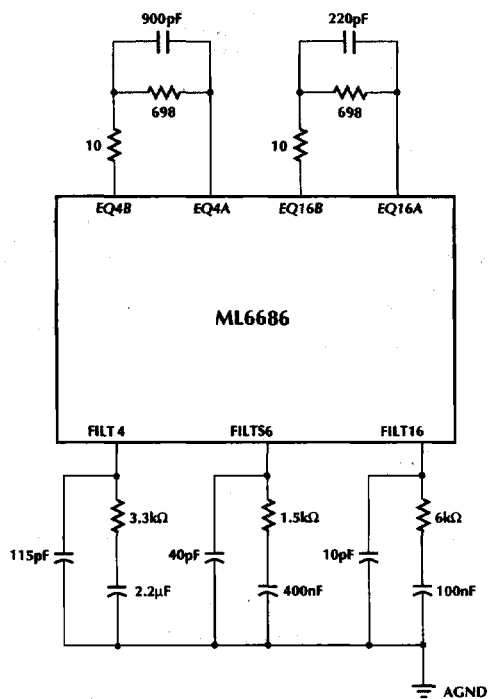 900pF
220pF
698
698
10
10
EQ4B
EQ4A
EQ16B
EQ16A
ML6686
FILT4
FILTS6
FILT16
3.3kΩ
1.5kΩ
6kΩ
115pF
40pF
10pF
2.2μF
400nF
100nF
AGND